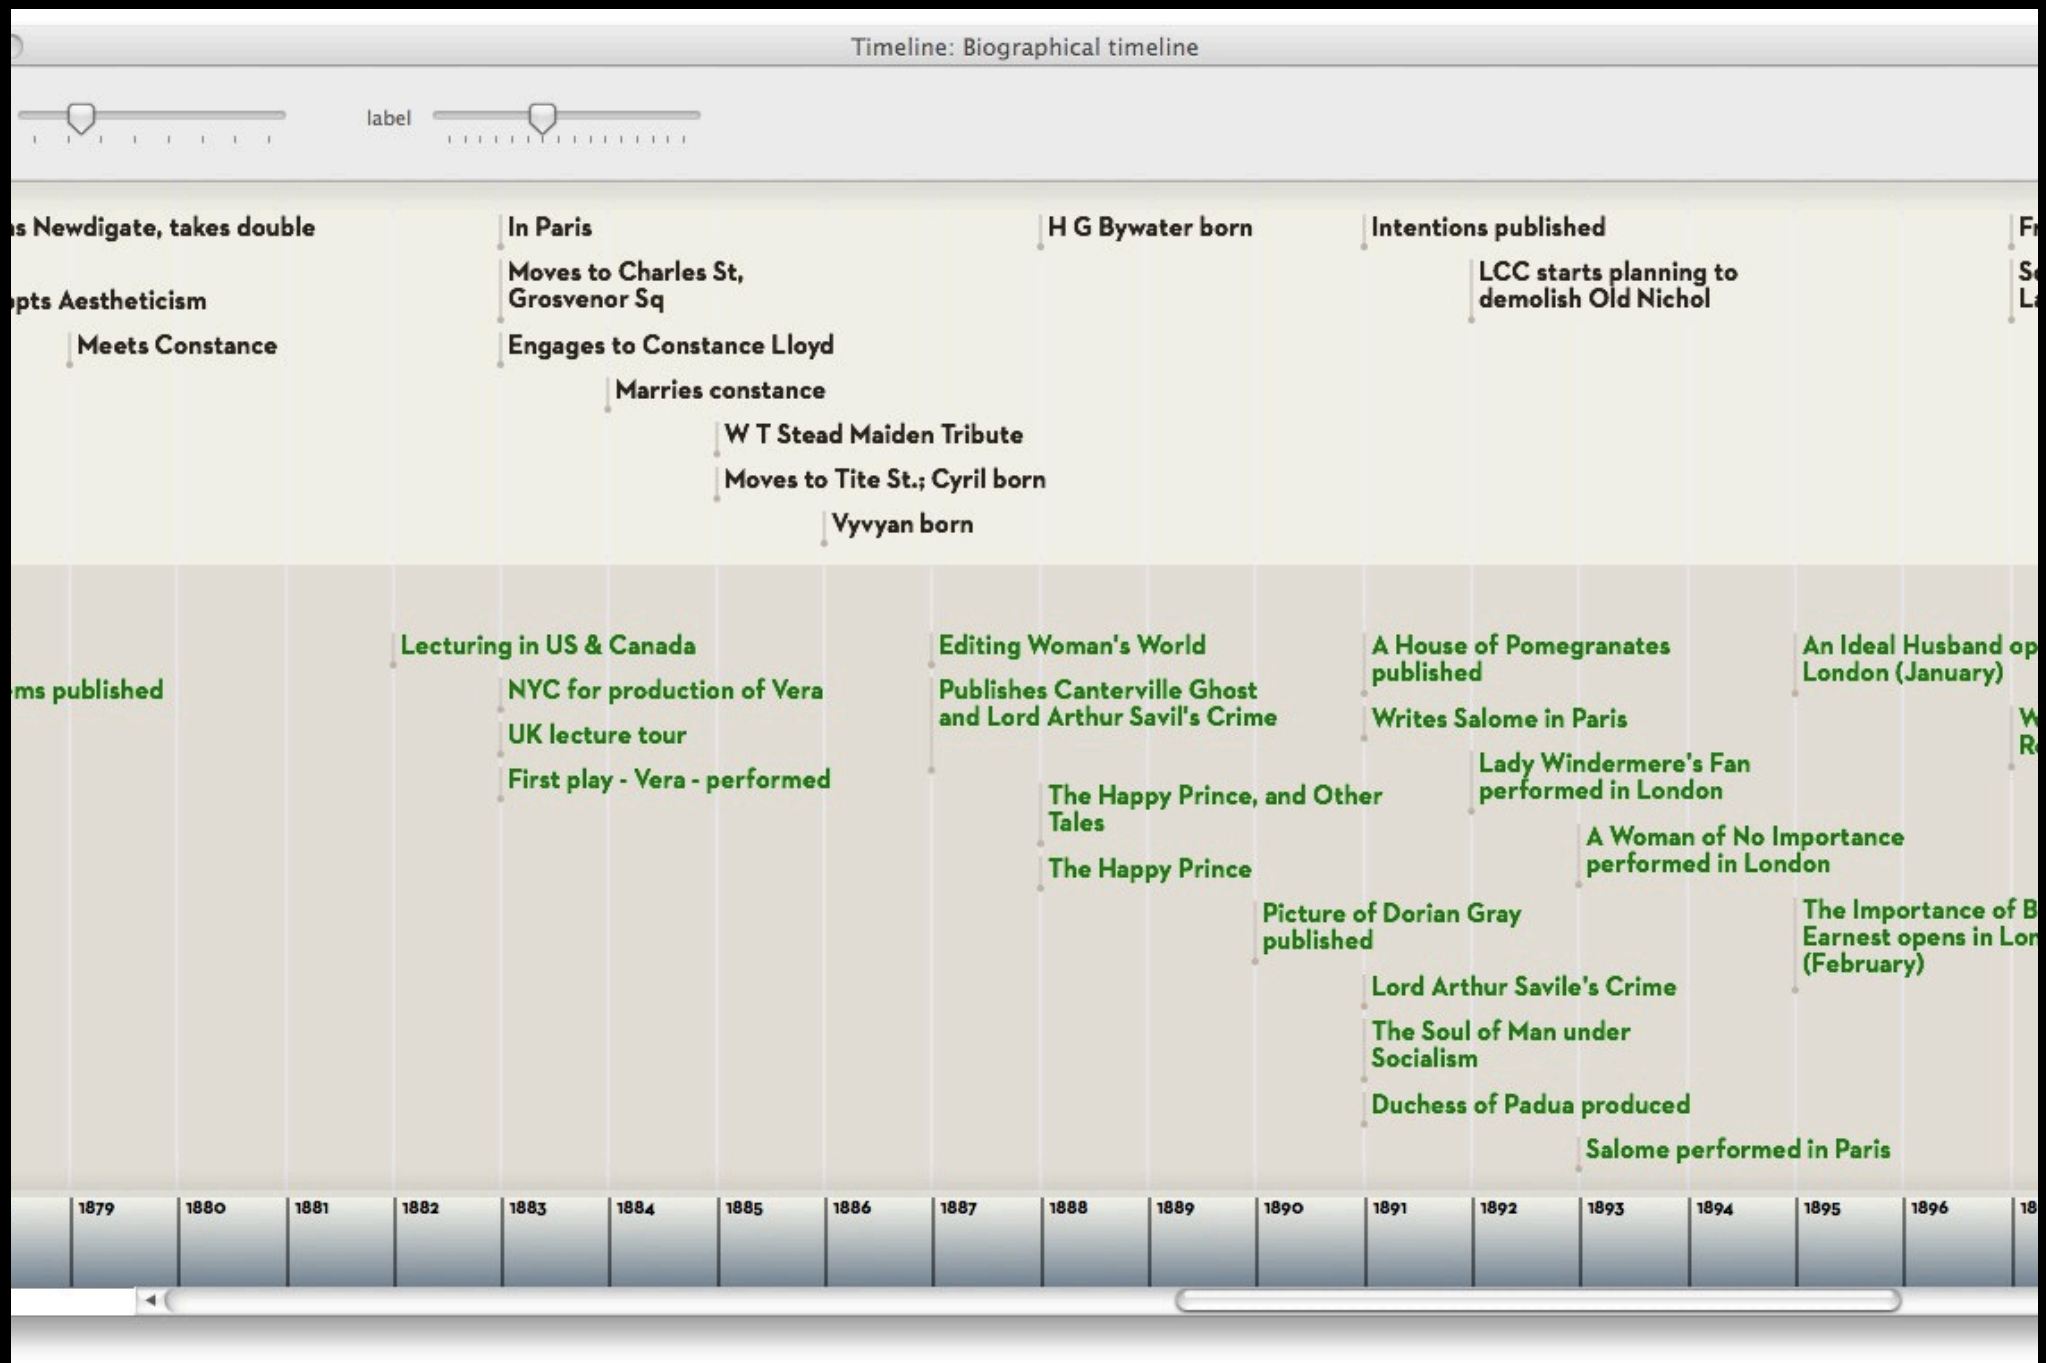 Timeline: Biographical timeline
label
Newdigate, takes double
In Paris
H G Bywater born
Intentions published
Moves to Charles St,
Grosvenor Sq
LCC starts planning to
demolish Old Nichol
Aestheticism
Meets Constance
Engages to Constance Lloyd
Marries constance
W T Stead Maiden Tribute
Moves to Tite St.; Cyril born
Vyvyan born
Lecturing in US & Canada
Editing Woman's World
A House of Pomegranates
published
An Ideal Husband
London (January)
published
NYC for production of Vera
Publishes Canterville Ghost
and Lord Arthur Savil's Crime
Writes Salome in Paris
UK lecture tour
Lady Windermere's Fan
performed in London
First play - Vera - performed
The Happy Prince, and Other
Tales
A Woman of No Importance
performed in London
The Happy Prince
Picture of Dorian Gray
published
The Importance of
Earnest opens in
(February)
Lord Arthur Savile's Crime
The Soul of Man under
Socialism
Duchess of Padua produced
Salome performed in Paris
1879 1880 1881 1882 1883 1884 1885 1886 1887 1888 1889 1890 1891 1892 1893 1894 1895 1896